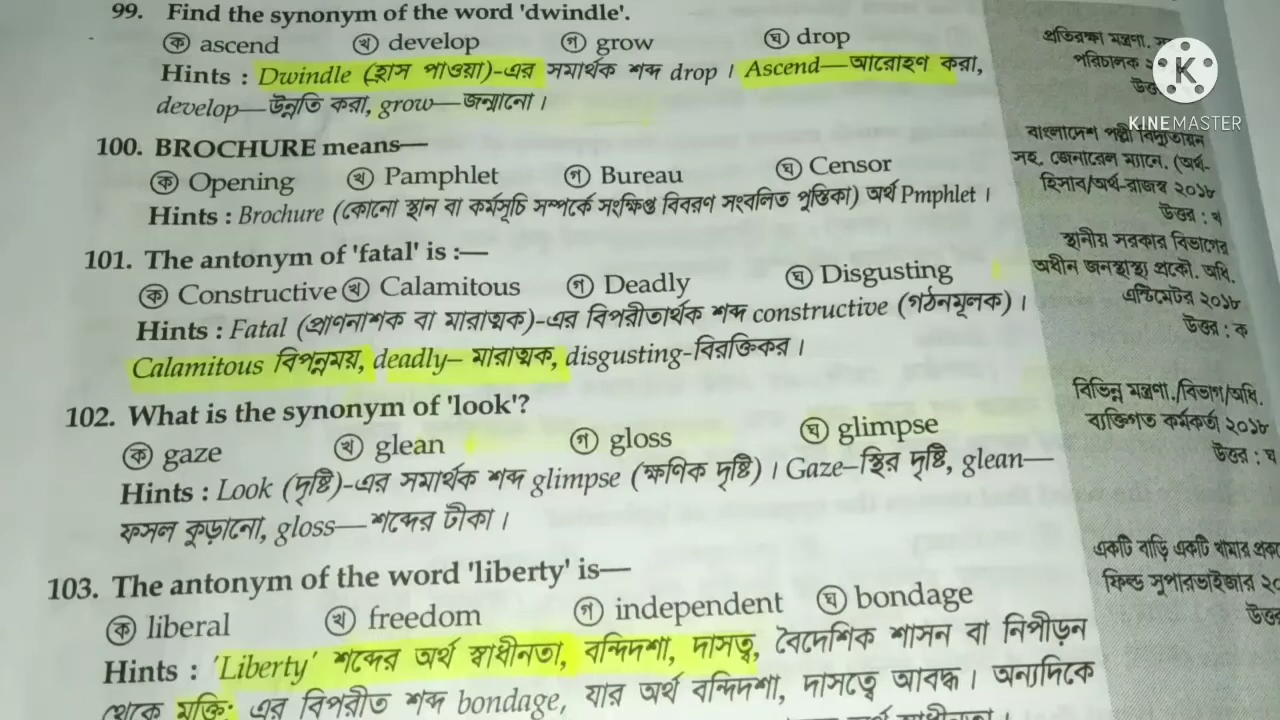 99. Find the synonym of the word 'dwindle'.
ক ascend খ develop গ grow ঘ drop
Hints : Dwindle (হ্রাস পাওয়া)-এর সমার্থক শব্দ drop । Ascend—আরোহণ করা,
develop—উন্নতি করা, grow—জন্মানো ।
100. BROCHURE means—
ক Opening খ Pamphlet গ Bureau ঘ Censor
Hints : Brochure (কোনো স্থান বা কর্মসূচি সম্পর্কে সংক্ষিপ্ত বিবরণ সংবলিত পুস্তিকা) অর্থ Pmphlet ।
101. The antonym of 'fatal' is :—
ক Constructive খ Calamitous গ Deadly ঘ Disgusting
Hints : Fatal (প্রাণনাশক বা মারাত্মক)-এর বিপরীতার্থক শব্দ constructive (গঠনমূলক) ।
Calamitous বিপন্নময়, deadly– মারাত্মক, disgusting-বিরক্তিকর ।
102. What is the synonym of 'look'?
ক gaze খ glean গ gloss ঘ glimpse
Hints : Look (দৃষ্টি)-এর সমার্থক শব্দ glimpse (ক্ষণিক দৃষ্টি) । Gaze–স্থির দৃষ্টি, glean—
ফসল কুড়ানো, gloss—শব্দের টীকা ।
103. The antonym of the word 'liberty' is—
ক liberal খ freedom গ independent ঘ bondage
Hints : 'Liberty' শব্দের অর্থ স্বাধীনতা, বন্দিদশা, দাসত্ব, বৈদেশিক শাসন বা নিপীড়ন
থেকে মুক্তি; এর বিপরীত শব্দ bondage, যার অর্থ বন্দিদশা, দাসত্বে আবদ্ধ । অন্যদিকে
প্রতিরক্ষা মন্ত্রণা.
পরিচালক
K
KINEMASTER
বাংলাদেশ পল্লী বিদ্যুতায়ন
সহ. জেনারেল ম্যানে. (অর্থ-
হিসাব/অর্থ-রাজস্ব ২০১৮
উত্তর : খ
স্থানীয় সরকার বিভাগের
অধীন জনস্বাস্থ্য প্রকৌ. অধি.
এস্টিমেটর ২০১৮
উত্তর : ক
বিভিন্ন মন্ত্রণা./বিভাগ/অধি.
ব্যক্তিগত কর্মকর্তা ২০১৮
উত্তর : ঘ
একটি বাড়ি একটি খামার
ফিল্ড সুপারভাইজার